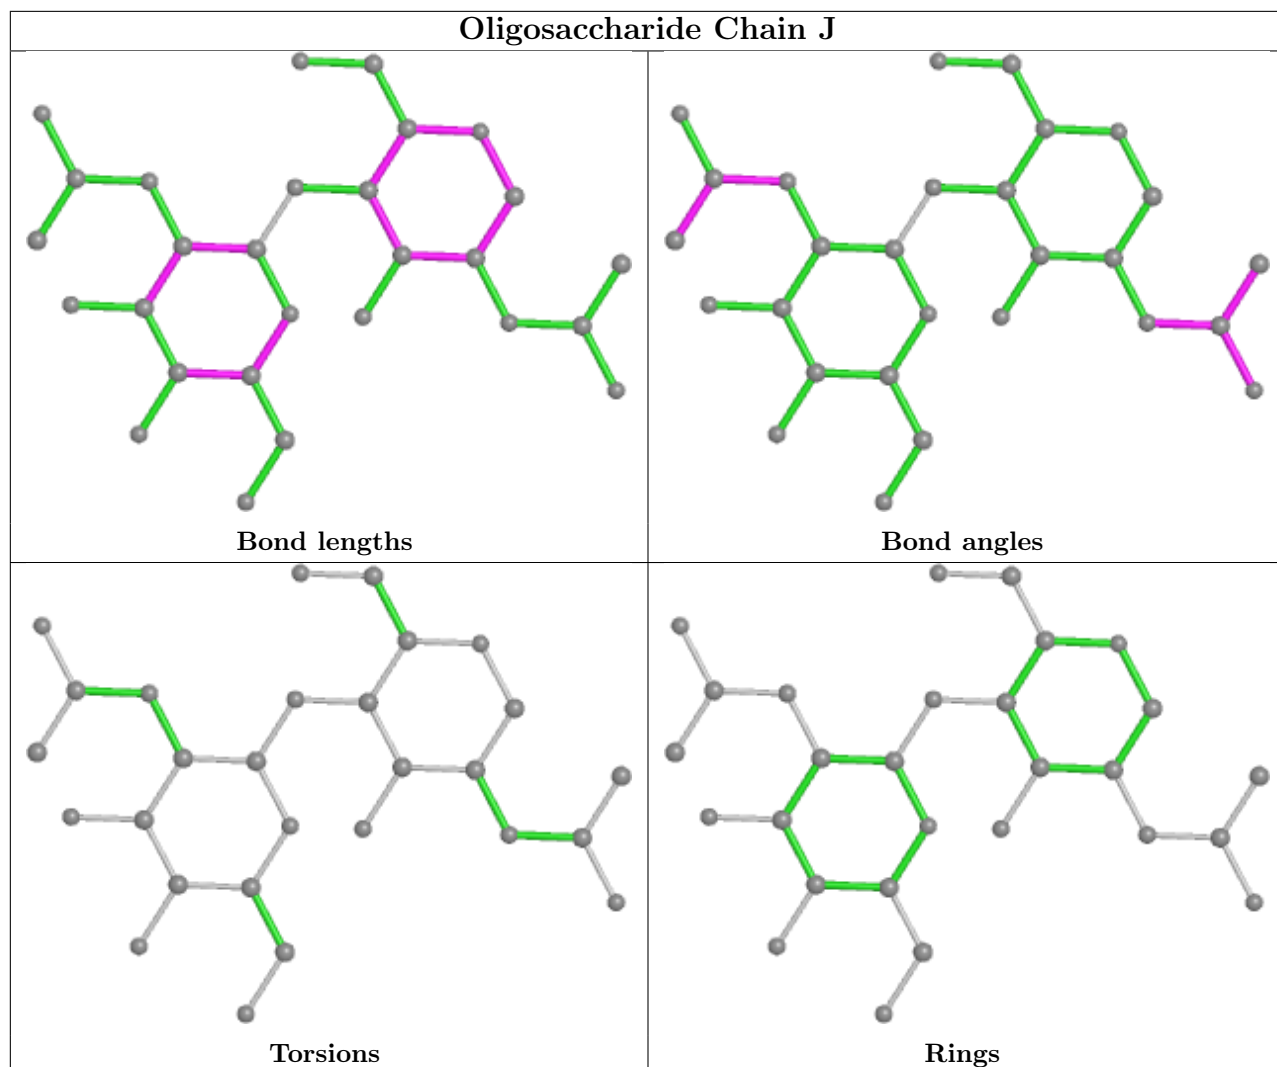 Oligosaccharide Chain J
Bond lengths
Bond angles
Torsions
Rings